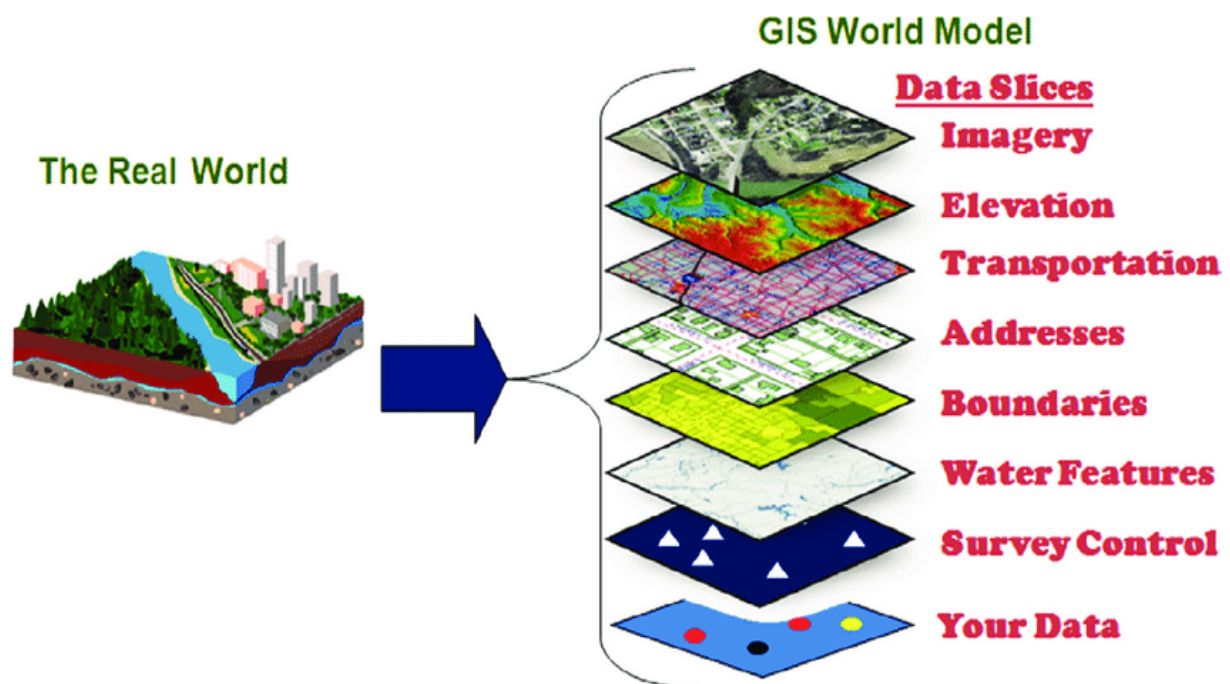 GIS World Model
Data Slices
Imagery
The Real World
Elevation
Transportation
Addresses
Boundaries
Water Features
Survey Control
Your Data